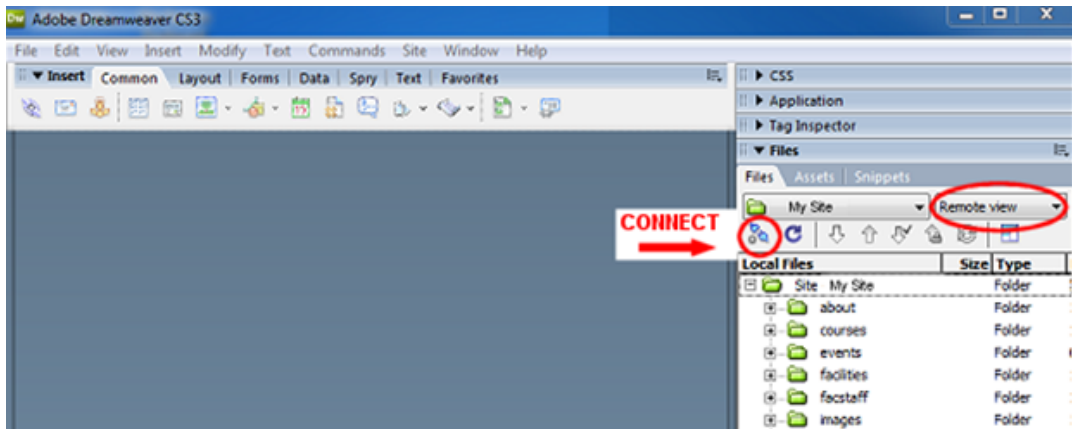 Dw Adobe Dreamweaver CS3
File Edit View Insert Modify Text Commands Site Window Help
Insert Common Layout Forms Data Spry Text Favorites
CSS
Application
Tag Inspector
Files
Files Assets Snippets
My Site Remote view
CONNECT
Local Files Size Type
Site My Site Folder
about Folder
courses Folder
events Folder
facilities Folder
facstaff Folder
images Folder